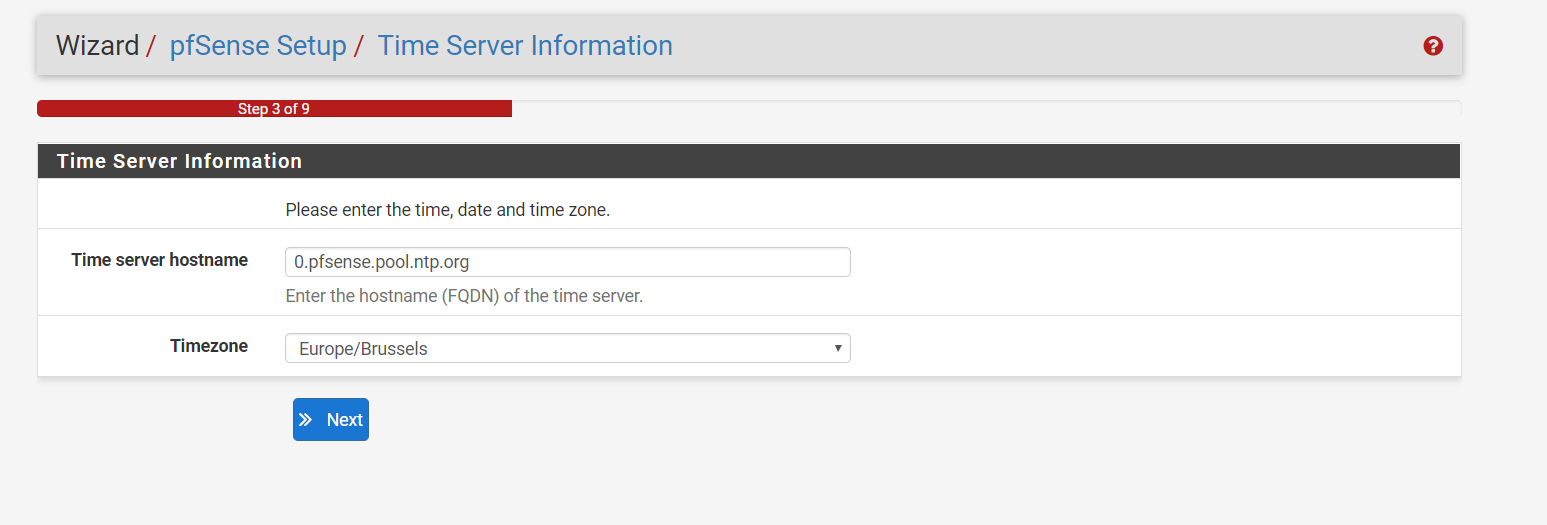 Wizard / pfSense Setup / Time Server Information
Step 3 of 9
Time Server Information
Please enter the time, date and time zone.
Time server hostname
0.pfsense.pool.ntp.org
Enter the hostname (FQDN) of the time server.
Timezone
Europe/Brussels
Next